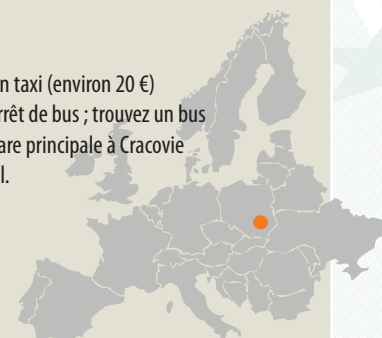 n taxi (environ 20 €)
rrêt de bus ; trouvez un bus
are principale à Cracovie
l.